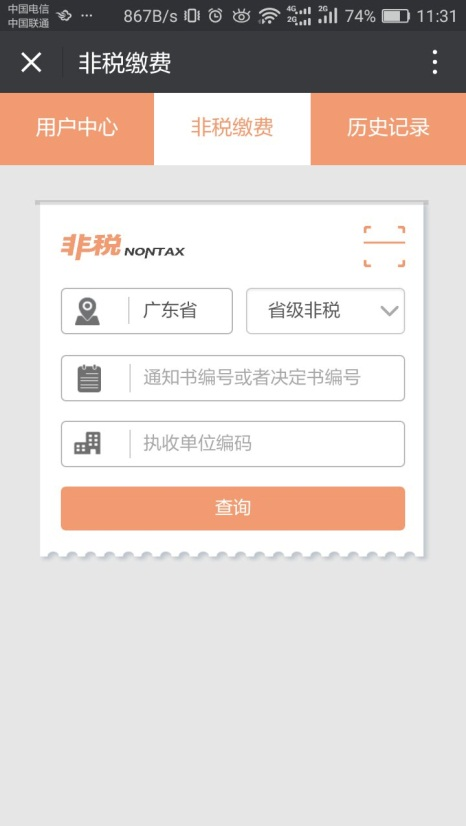 中国电信
中国联通
867B/s 4G 2G 2G 74% 11:31
非税缴费
用户中心 非税缴费 历史记录
非税 NONTAX
广东省 省级非税
通知书编号或者决定书编号
执收单位编码
查询